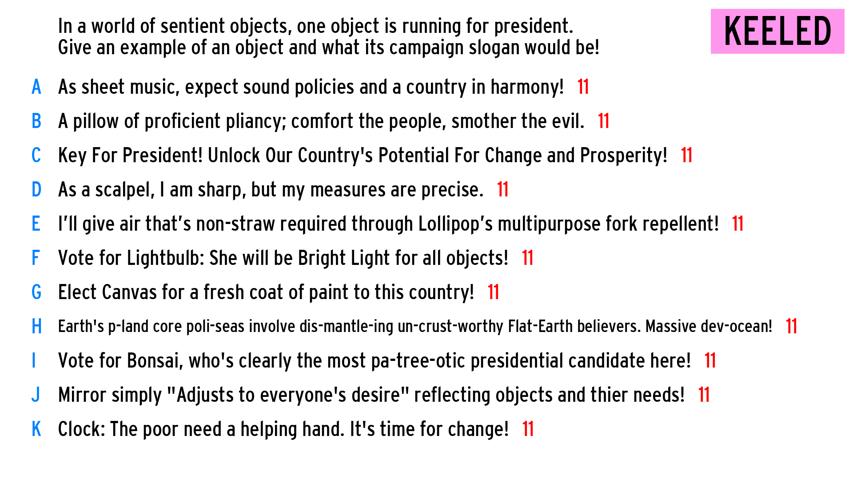 In a world of sentient objects, one object is running for president.
Give an example of an object and what its campaign slogan would be!
KEELED
A As sheet music, expect sound policies and a country in harmony! 11
B A pillow of proficient pliancy; comfort the people, smother the evil. 11
C Key For President! Unlock Our Country's Potential For Change and Prosperity! 11
D As a scalpel, I am sharp, but my measures are precise. 11
E I’ll give air that’s non-straw required through Lollipop’s multipurpose fork repellent! 11
F Vote for Lightbulb: She will be Bright Light for all objects! 11
G Elect Canvas for a fresh coat of paint to this country! 11
H Earth's p-land core poli-seas involve dis-mantle-ing un-crust-worthy Flat-Earth believers. Massive dev-ocean! 11
I Vote for Bonsai, who's clearly the most pa-tree-otic presidential candidate here! 11
J Mirror simply "Adjusts to everyone's desire" reflecting objects and thier needs! 11
K Clock: The poor need a helping hand. It's time for change! 11